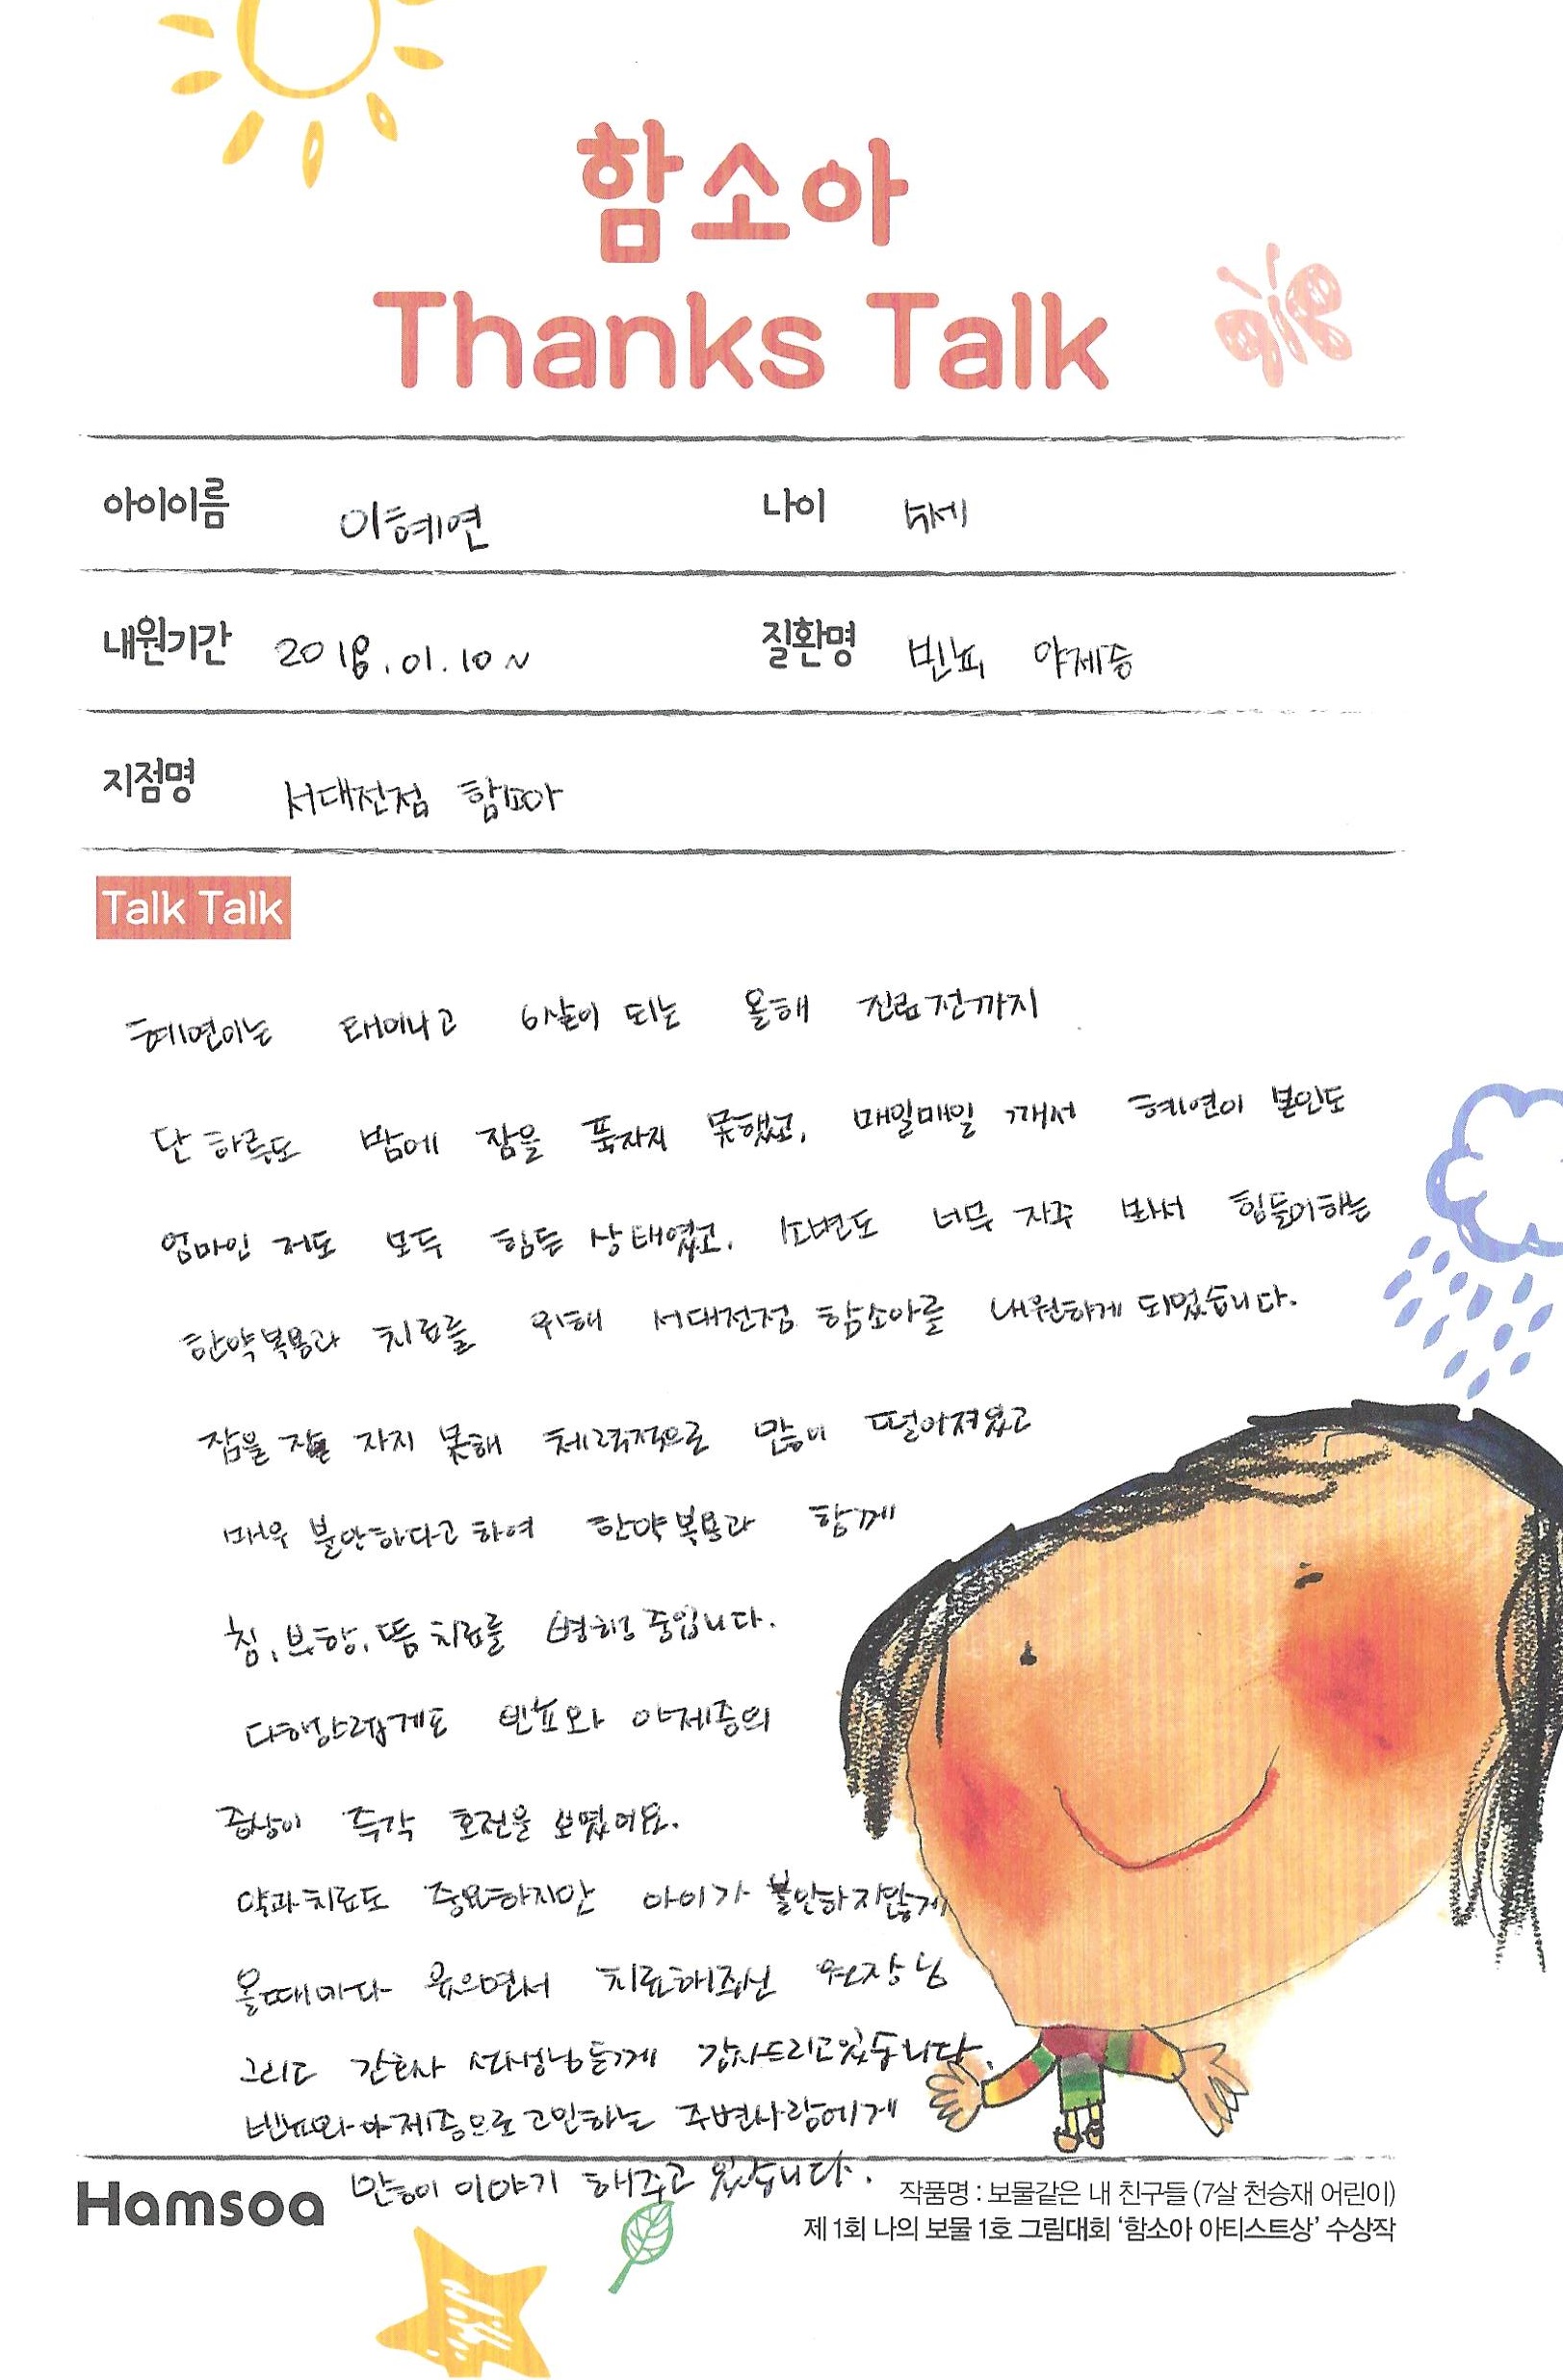 함소아
Thanks Talk
아이이름 이혜연 나이 5세
내원기간 2018.01.10~ 질환명 빈뇨, 야제증
지점명 서대전점 함소아
Talk Talk
혜연이는 태어나고 6살이 되는 올해 진료전까지
단 하루도 밤에 잠을 푹자지 못했고, 매일매일 깨서 혜연이 본인도
엄마인 저도 모두 힘든 상태였고, 소변도 너무 자주 봐서 힘들어하는
한약복용과 치료를 위해 서대전점 함소아를 내원하게 되었습니다.
잠을 잘 자지 못해 체력적으로 많이 떨어져있고
매우 불안하다고 하여 한약복용과 함께
침, 부항, 뜸 치료를 병행중입니다.
다행스럽게도 빈뇨와 야제증의
증상이 즉각 호전을 보였어요.
약과 치료도 중요하지만 아이가 불안하지않게
올때마다 웃으면서 치료해주신 원장님
그리고 간호사 선생님들께 감사드리고있습니다.
빈뇨와 야제증으로 고민하는 주변사람에게
많이 이야기 해주고 있습니다.
Hamsoa
작품명 : 보물같은 내 친구들 (7살 천승재 어린이)
제 1회 나의 보물 1호 그림대회 ‘함소아 아티스트상’ 수상작